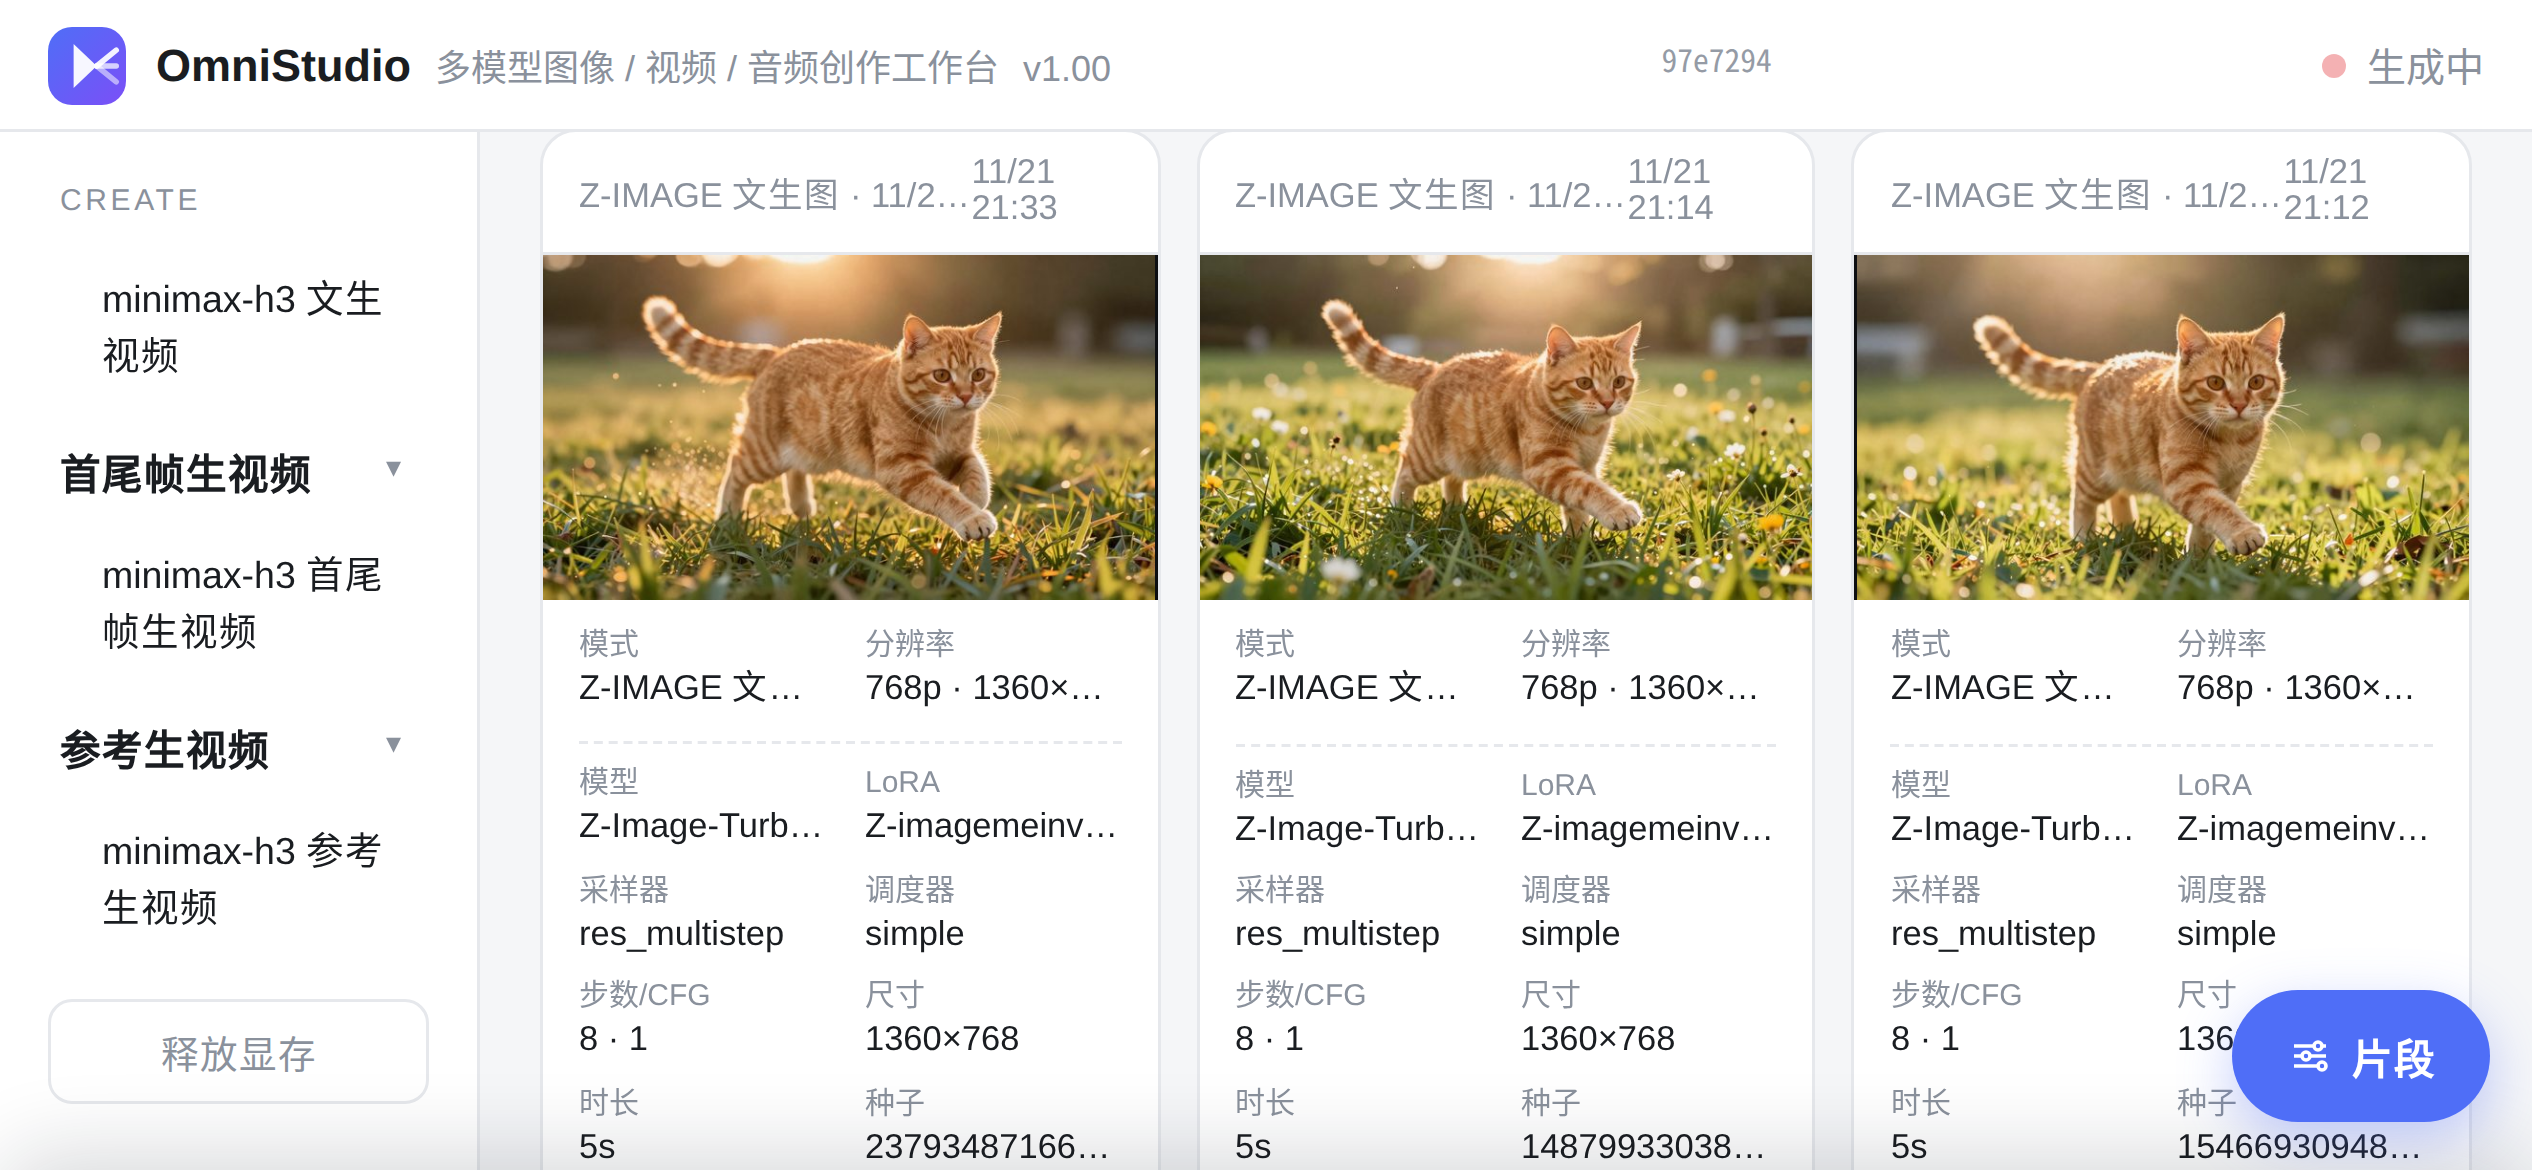 OmniStudio 多模型图像 / 视频 / 音频创作工作台 v1.00
97e7294
生成中
CREATE
minimax-h3 文生
视频
首尾帧生视频 ▼
minimax-h3 首尾
帧生视频
参考生视频 ▼
minimax-h3 参考
生视频
释放显存
Z-IMAGE 文生图 · 11/2…
11/21
21:33
模式
Z-IMAGE 文…
分辨率
768p · 1360×…
模型
Z-Image-Turb…
LoRA
Z-imagemeinv…
采样器
res_multistep
调度器
simple
步数/CFG
8 · 1
尺寸
1360×768
时长
5s
种子
23793487166…
Z-IMAGE 文生图 · 11/2…
11/21
21:14
模式
Z-IMAGE 文…
分辨率
768p · 1360×…
模型
Z-Image-Turb…
LoRA
Z-imagemeinv…
采样器
res_multistep
调度器
simple
步数/CFG
8 · 1
尺寸
1360×768
时长
5s
种子
14879933038…
Z-IMAGE 文生图 · 11/2…
11/21
21:12
模式
Z-IMAGE 文…
分辨率
768p · 1360×…
模型
Z-Image-Turb…
LoRA
Z-imagemeinv…
采样器
res_multistep
调度器
simple
步数/CFG
8 · 1
尺寸
136
时长
5s
种子
15466930948…
片段